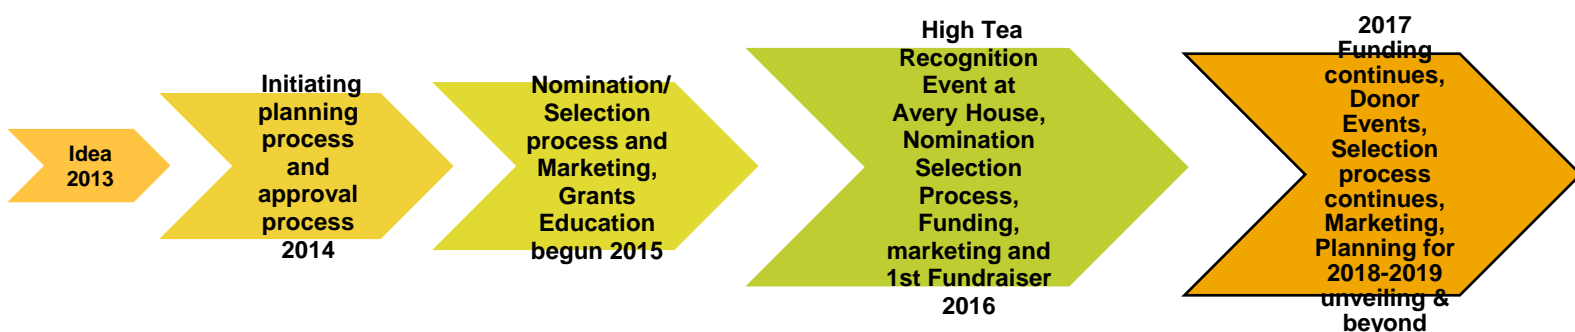 Idea
2013
Initiating
planning
process
and
approval
process
2014
Nomination/
Selection
process and
Marketing,
Grants
Education
begun 2015
High Tea
Recognition
Event at
Avery House,
Nomination
Selection
Process,
Funding,
marketing and
1st Fundraiser
2016
2017
Funding
continues,
Donor
Events,
Selection
process
continues,
Marketing,
Planning for
2018-2019
unveiling &
beyond